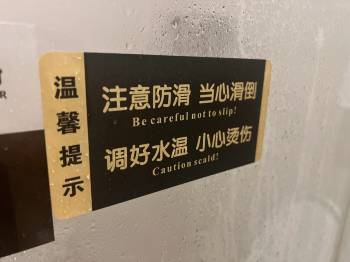 温馨提示
注意防滑 当心滑倒
Be careful not to slip!
调好水温 小心烫伤
Caution scald!